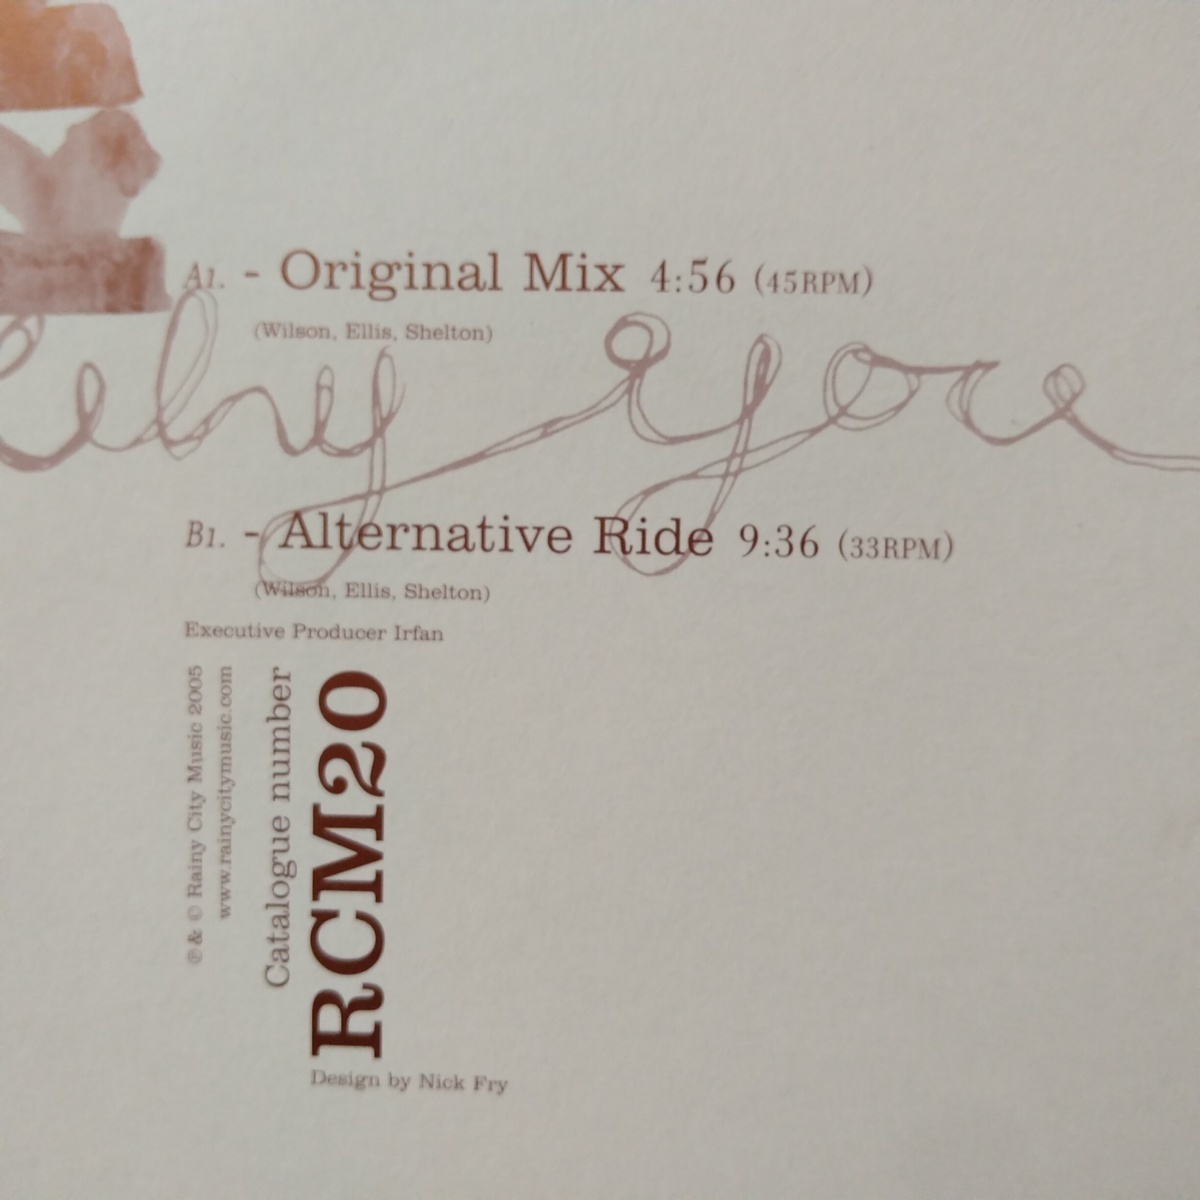 A1. - Original Mix 4:56 (45RPM)
(Wilson, Ellis, Shelton)
B1. - Alternative Ride 9:36 (33RPM)
(Wilson, Ellis, Shelton)
Executive Producer Irfan
℗ & © Rainy City Music 2005
www.rainycitymusic.com
Catalogue number
RCM20
Design by Nick Fry